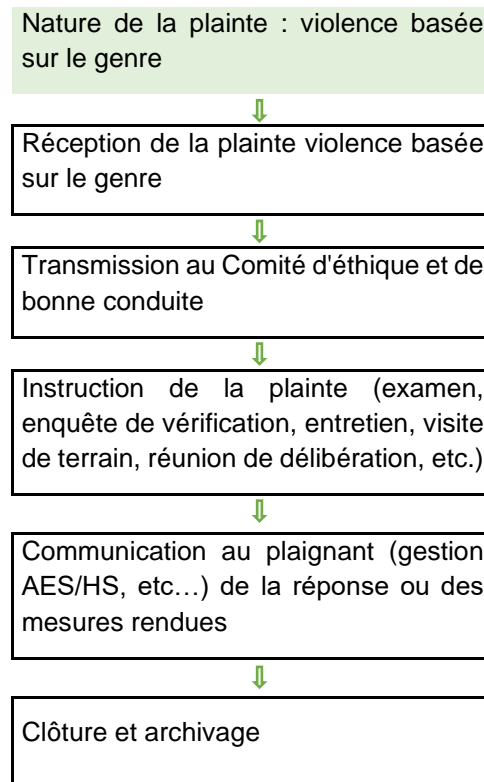 Nature de la plainte : violence basée
sur le genre
Réception de la plainte violence basée
sur le genre
Transmission au Comité d'éthique et de
bonne conduite
Instruction de la plainte (examen,
enquête de vérification, entretien, visite
de terrain, réunion de délibération, etc.)
Communication au plaignant (gestion
AES/HS, etc…) de la réponse ou des
mesures rendues
Clôture et archivage